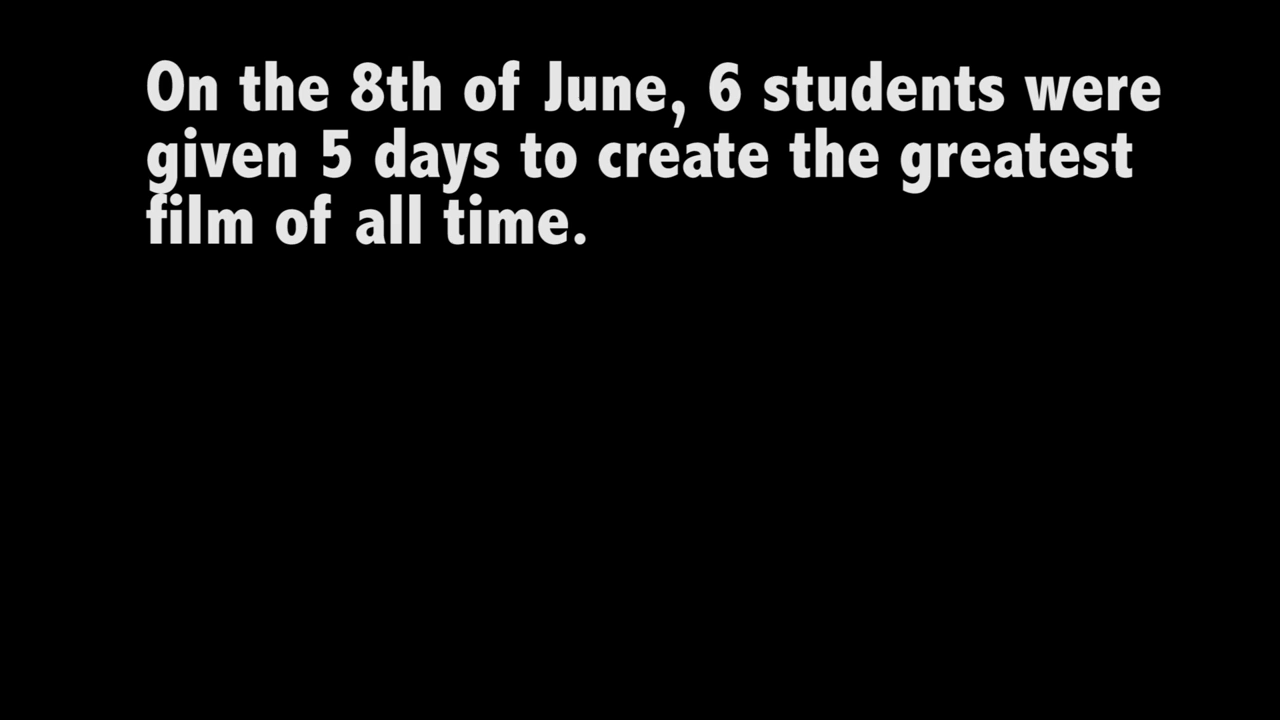 On the 8th of June, 6 students were
given 5 days to create the greatest
film of all time.